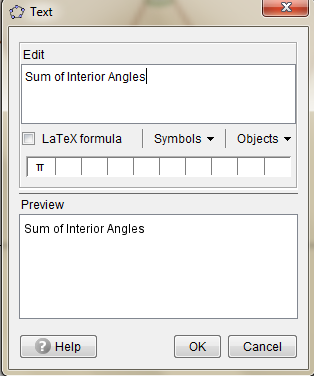 Text
Edit
Sum of Interior Angles
LaTeX formula Symbols Objects
π
Preview
Sum of Interior Angles
? Help OK Cancel